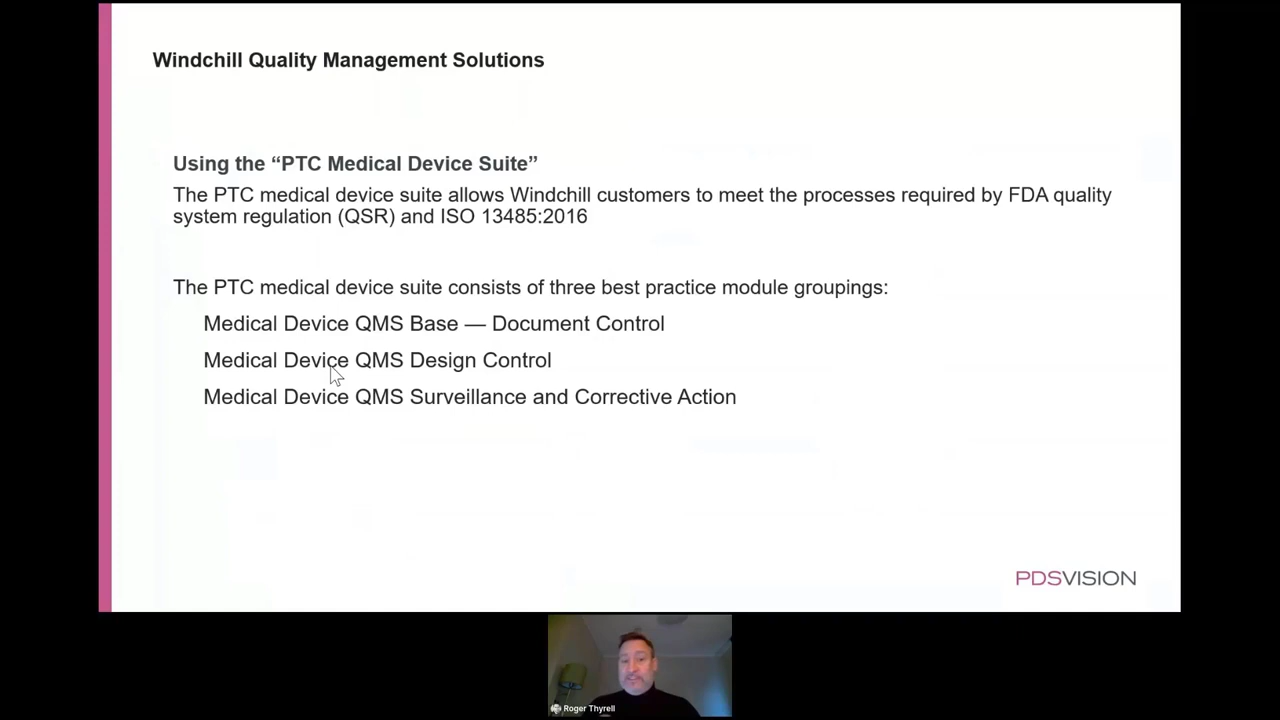 Windchill Quality Management Solutions
Using the “PTC Medical Device Suite”
The PTC medical device suite allows Windchill customers to meet the processes required by FDA quality
system regulation (QSR) and ISO 13485:2016
The PTC medical device suite consists of three best practice module groupings:
Medical Device QMS Base — Document Control
Medical Device QMS Design Control
Medical Device QMS Surveillance and Corrective Action
PDSVISION
Roger Thyrell